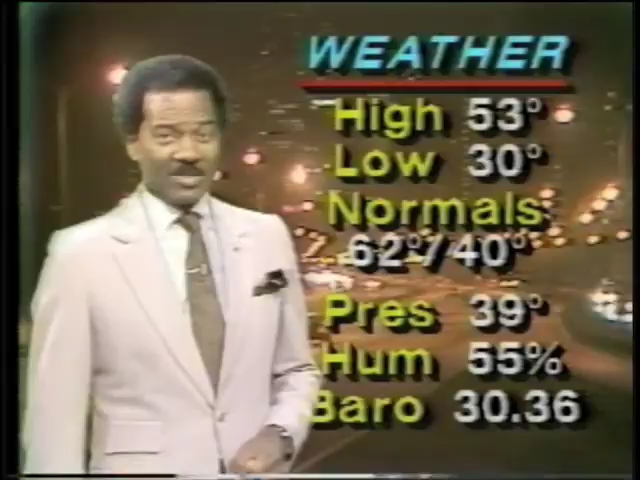 WEATHER
High 53°
Low 30°
Normals
62°/40°
Pres 39°
Hum 55%
Baro 30.36